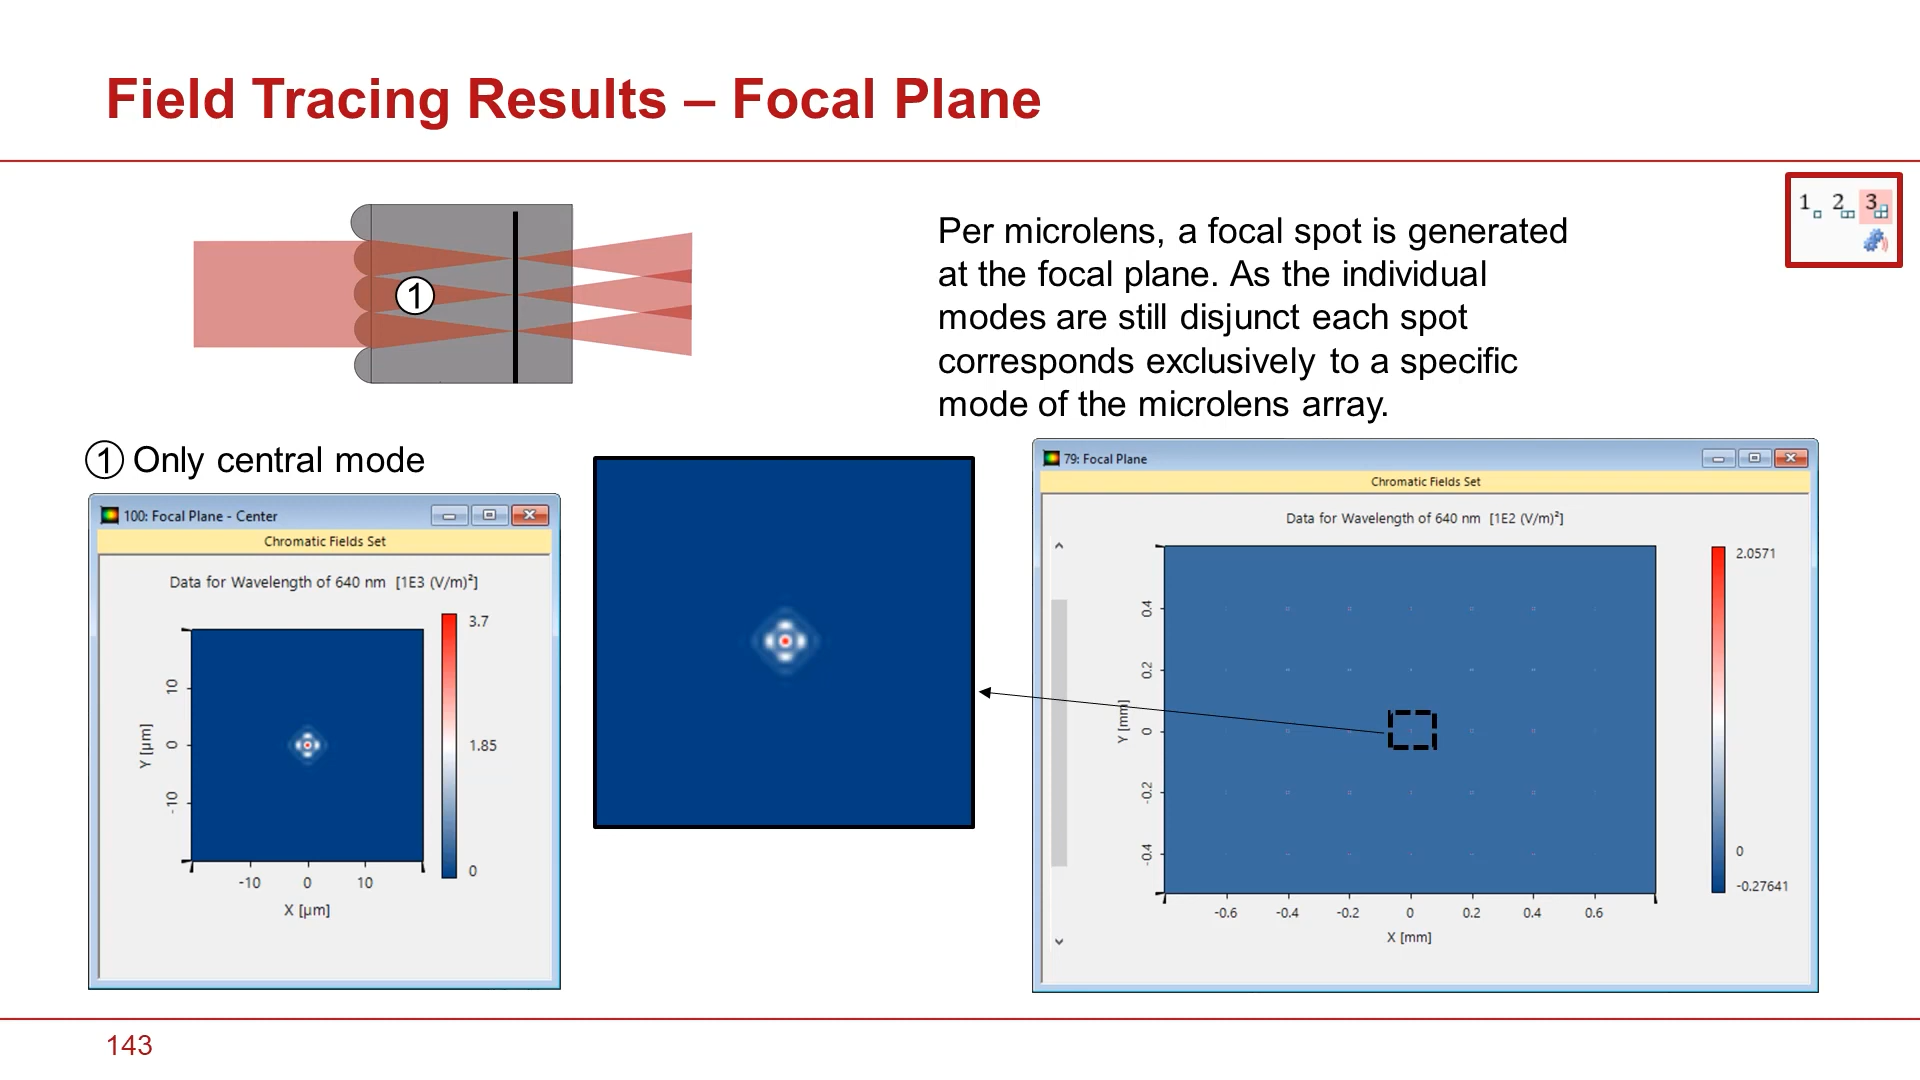 Field Tracing Results – Focal Plane
1 2 3
Per microlens, a focal spot is generated
at the focal plane. As the individual
modes are still disjunct each spot
corresponds exclusively to a specific
mode of the microlens array.
①
① Only central mode
100: Focal Plane - Center
Chromatic Fields Set
Data for Wavelength of 640 nm [1E3 (V/m)²]
3.7
1.85
0
Y [µm]
10
0
-10
-10 0 10
X [µm]
79: Focal Plane
Chromatic Fields Set
Data for Wavelength of 640 nm [1E2 (V/m)²]
2.0571
0
-0.27641
Y [mm]
0.4
0.2
0
-0.2
-0.4
-0.6 -0.4 -0.2 0 0.2 0.4 0.6
X [mm]
143